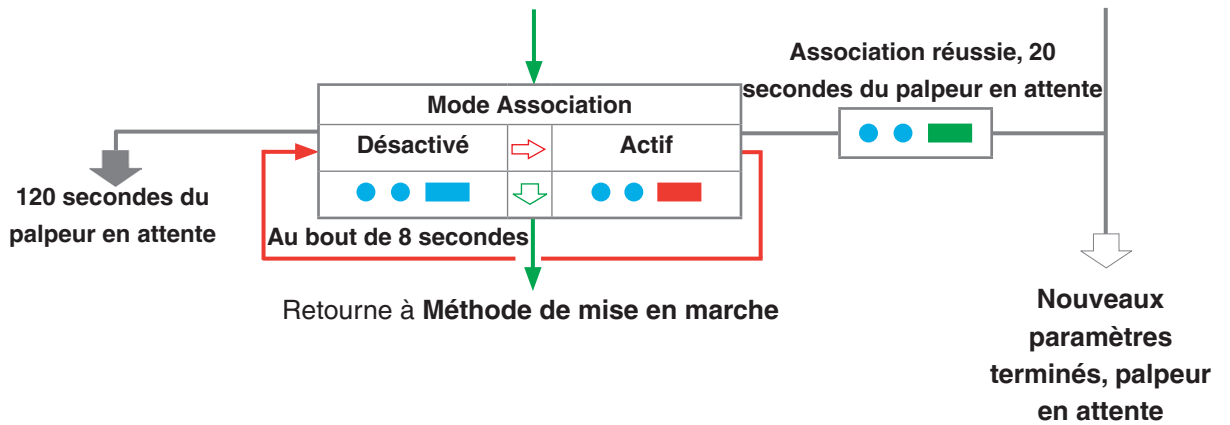 Association réussie, 20
secondes du palpeur en attente
Mode Association
Désactivé
Actif
120 secondes du
palpeur en attente
Au bout de 8 secondes
Retourne à Méthode de mise en marche
Nouveaux
paramètres
terminés, palpeur
en attente